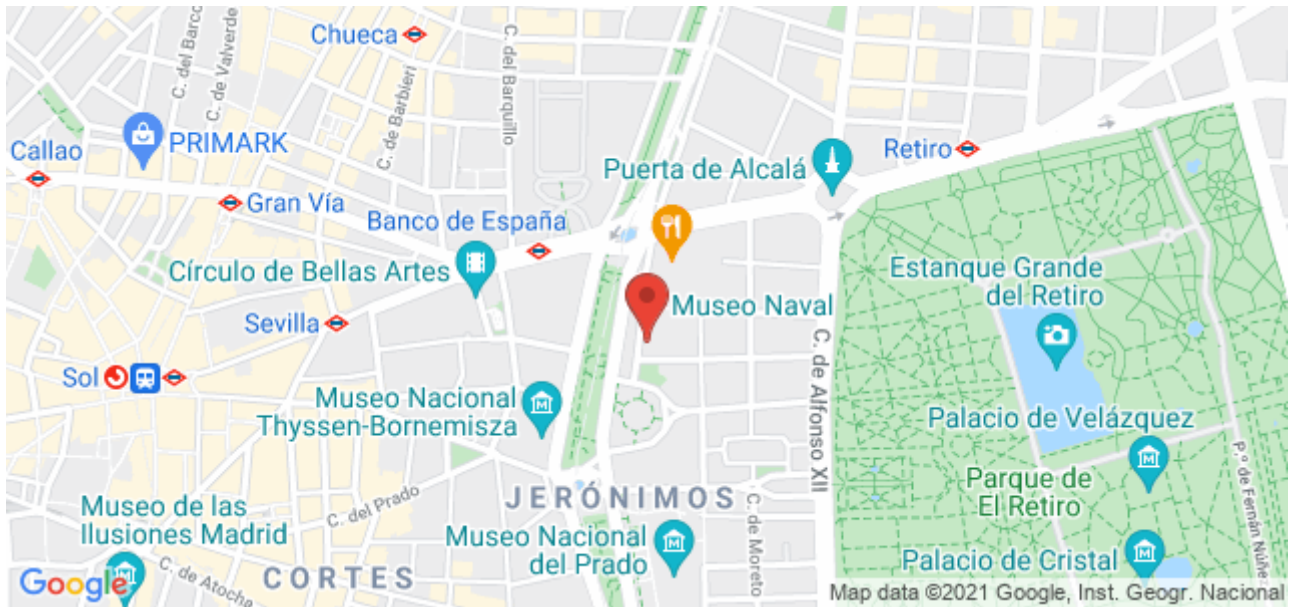 Chueca
C. del Barco
C. de Valverde
C. de Barbieri
C. del Barquillo
PRIMARK
Callao
Retiro
Puerta de Alcalá
Gran Vía
Banco de España
Círculo de Bellas Artes
Estanque Grande
del Retiro
Museo Naval
Sevilla
C. de Alfonso XII
Sol
Museo Nacional
Thyssen-Bornemisza
Palacio de Velázquez
Parque de
El Retiro
P.º de Fernán Núñez
JERÓNIMOS
Museo de las
Ilusiones Madrid
C. del Prado
C. de Moreto
Museo Nacional
del Prado
Palacio de Cristal
C. de Atocha
CORTES
Google
Map data ©2021 Google, Inst. Geogr. Nacional